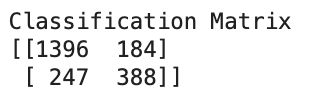 Classification Matrix
[[1396  184]
 [ 247  388]]